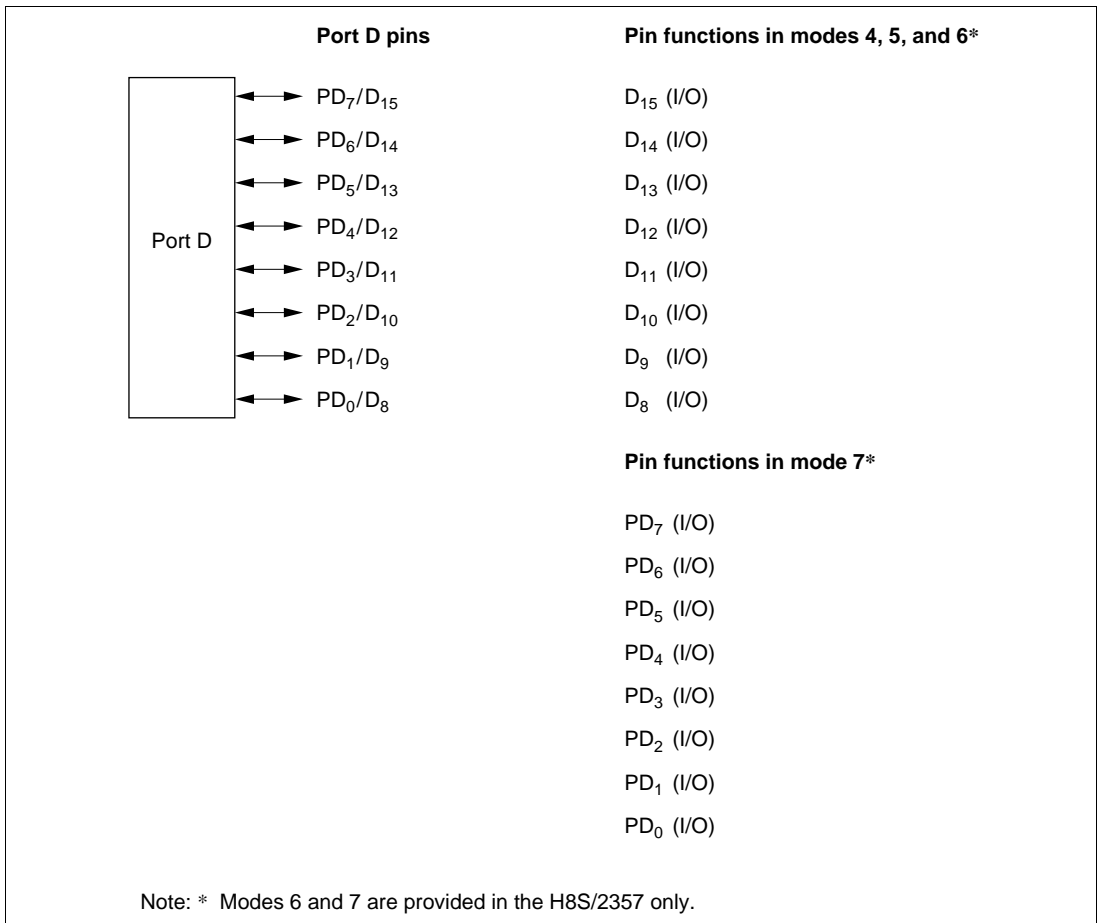 Port D pins Pin functions in modes 4, 5, and 6*
PD7/D15 D15 (I/O)
PD6/D14 D14 (I/O)
PD5/D13 D13 (I/O)
PD4/D12 D12 (I/O)
Port D
PD3/D11 D11 (I/O)
PD2/D10 D10 (I/O)
PD1/D9 D9 (I/O)
PD0/D8 D8 (I/O)
Pin functions in mode 7*
PD7 (I/O)
PD6 (I/O)
PD5 (I/O)
PD4 (I/O)
PD3 (I/O)
PD2 (I/O)
PD1 (I/O)
PD0 (I/O)
Note: * Modes 6 and 7 are provided in the H8S/2357 only.